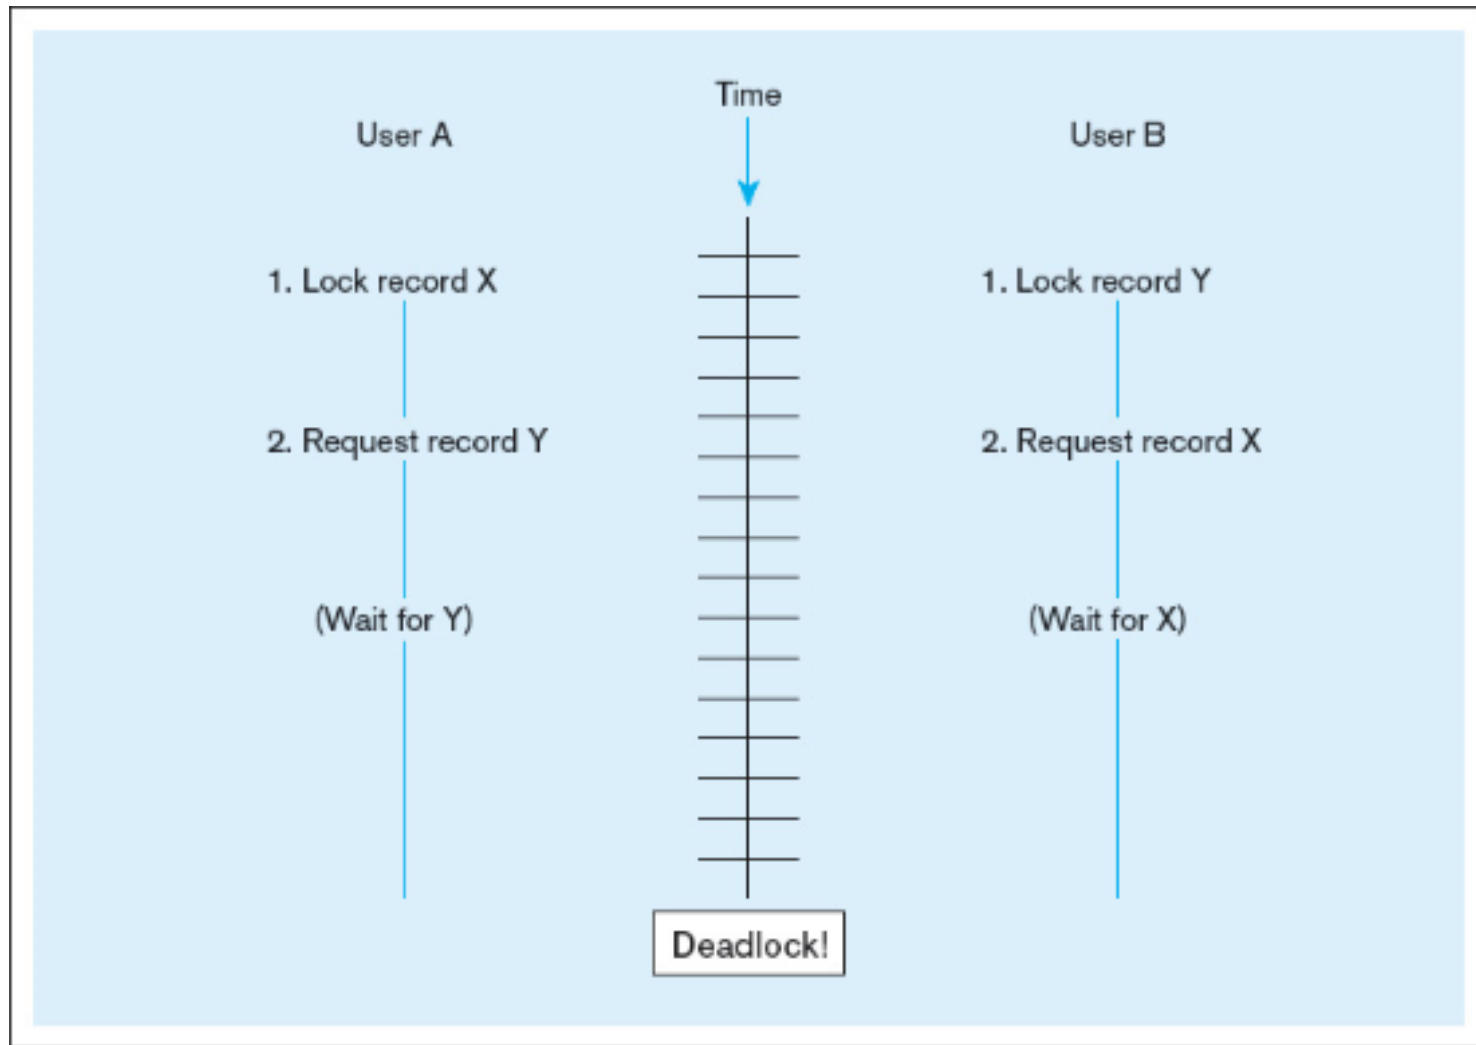 Time
User A
User B
1. Lock record X
1. Lock record Y
2. Request record Y
2. Request record X
(Wait for Y)
(Wait for X)
Deadlock!